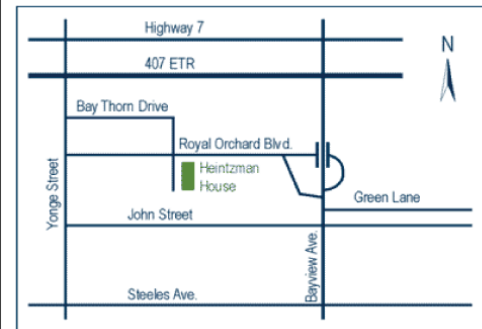 Highway 7
N
407 ETR
Bay Thorn Drive
Royal Orchard Blvd.
Heintzman
House
Yonge Street
Green Lane
John Street
Bayview Ave.
Steeles Ave.